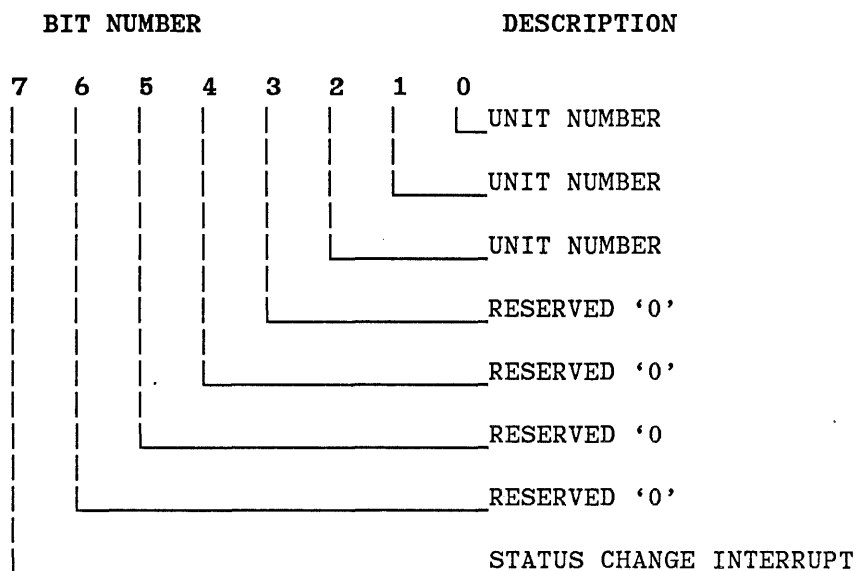 BIT NUMBER DESCRIPTION
7 6 5 4 3 2 1 0
UNIT NUMBER
UNIT NUMBER
UNIT NUMBER
RESERVED ‘0’
RESERVED ‘0’
RESERVED ‘0
RESERVED ‘0’
STATUS CHANGE INTERRUPT